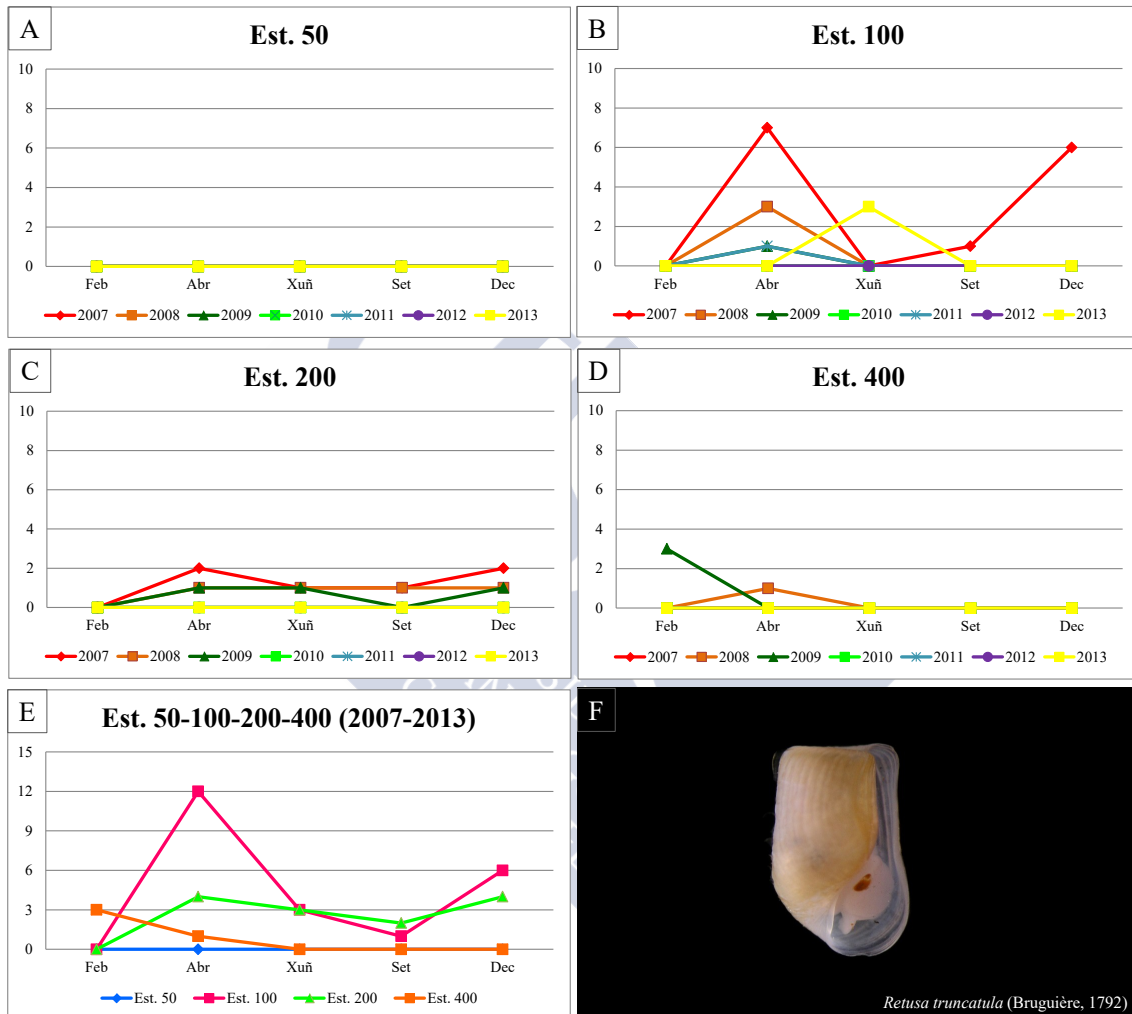 A
Est. 50
10
8
6
4
2
0
Feb Abr Xuñ Set Dec
2007 2008 2009 2010 2011 2012 2013
B
Est. 100
10
8
6
4
2
0
Feb Abr Xuñ Set Dec
2007 2008 2009 2010 2011 2012 2013
C
Est. 200
10
8
6
4
2
0
Feb Abr Xuñ Set Dec
2007 2008 2009 2010 2011 2012 2013
D
Est. 400
10
8
6
4
2
0
Feb Abr Xuñ Set Dec
2007 2008 2009 2010 2011 2012 2013
E
Est. 50-100-200-400 (2007-2013)
15
12
9
6
3
0
Feb Abr Xuñ Set Dec
Est. 50 Est. 100 Est. 200 Est. 400
F
Retusa truncatula (Bruguière, 1792)